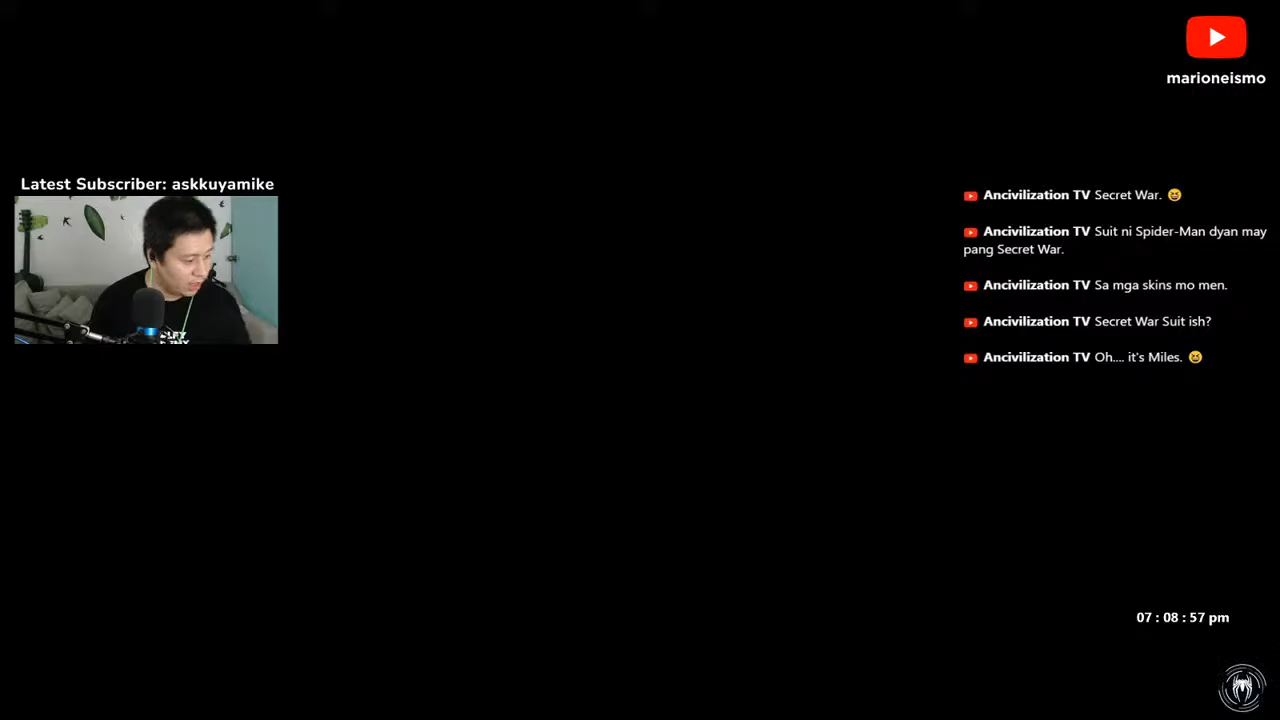 marioneismo
Latest Subscriber: askkuyamike
Ancivilization TV Secret War. 😆
Ancivilization TV Suit ni Spider-Man dyan may
pang Secret War.
Ancivilization TV Sa mga skins mo men.
Ancivilization TV Secret War Suit ish?
Ancivilization TV Oh.... it's Miles. 😆
07 : 08 : 57 pm